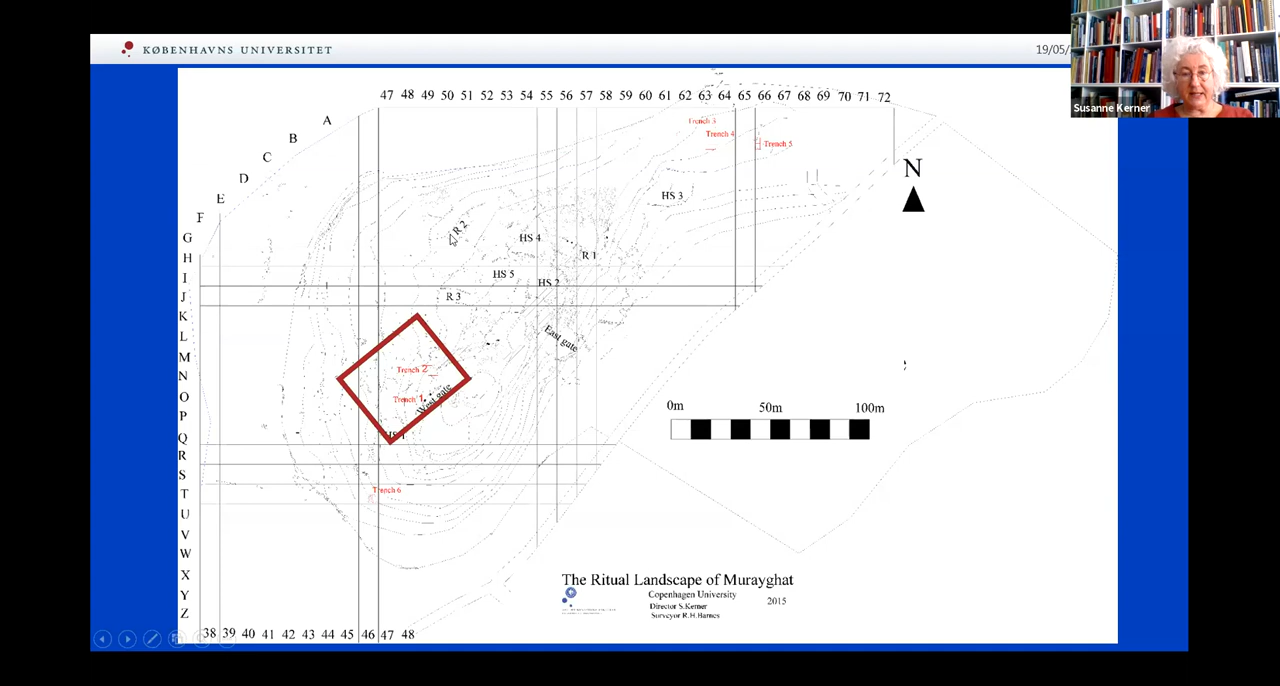 KØBENHAVNS UNIVERSITET
19/05/
Susanne Kerner
47 48 49 50 51 52 53 54 55 56 57 58 59 60 61 62 63 64 65 66 67 68 69 70 71 72
A
B
C
D
E
F
G
H
I
J
K
L
M
N
O
P
Q
R
S
T
U
V
W
X
Y
Z
Trench 3
Trench 4
Trench 5
N
HS 3
R 2
HS 4
R 1
HS 5
HS 2
R 3
East gate
Trench 2
Trench 1
West gate
HS 1
Trench 6
0m 50m 100m
The Ritual Landscape of Murayghat
Copenhagen University
2015
Director S.Kerner
Surveyor R.H.Barnes
38 39 40 41 42 43 44 45 46 47 48